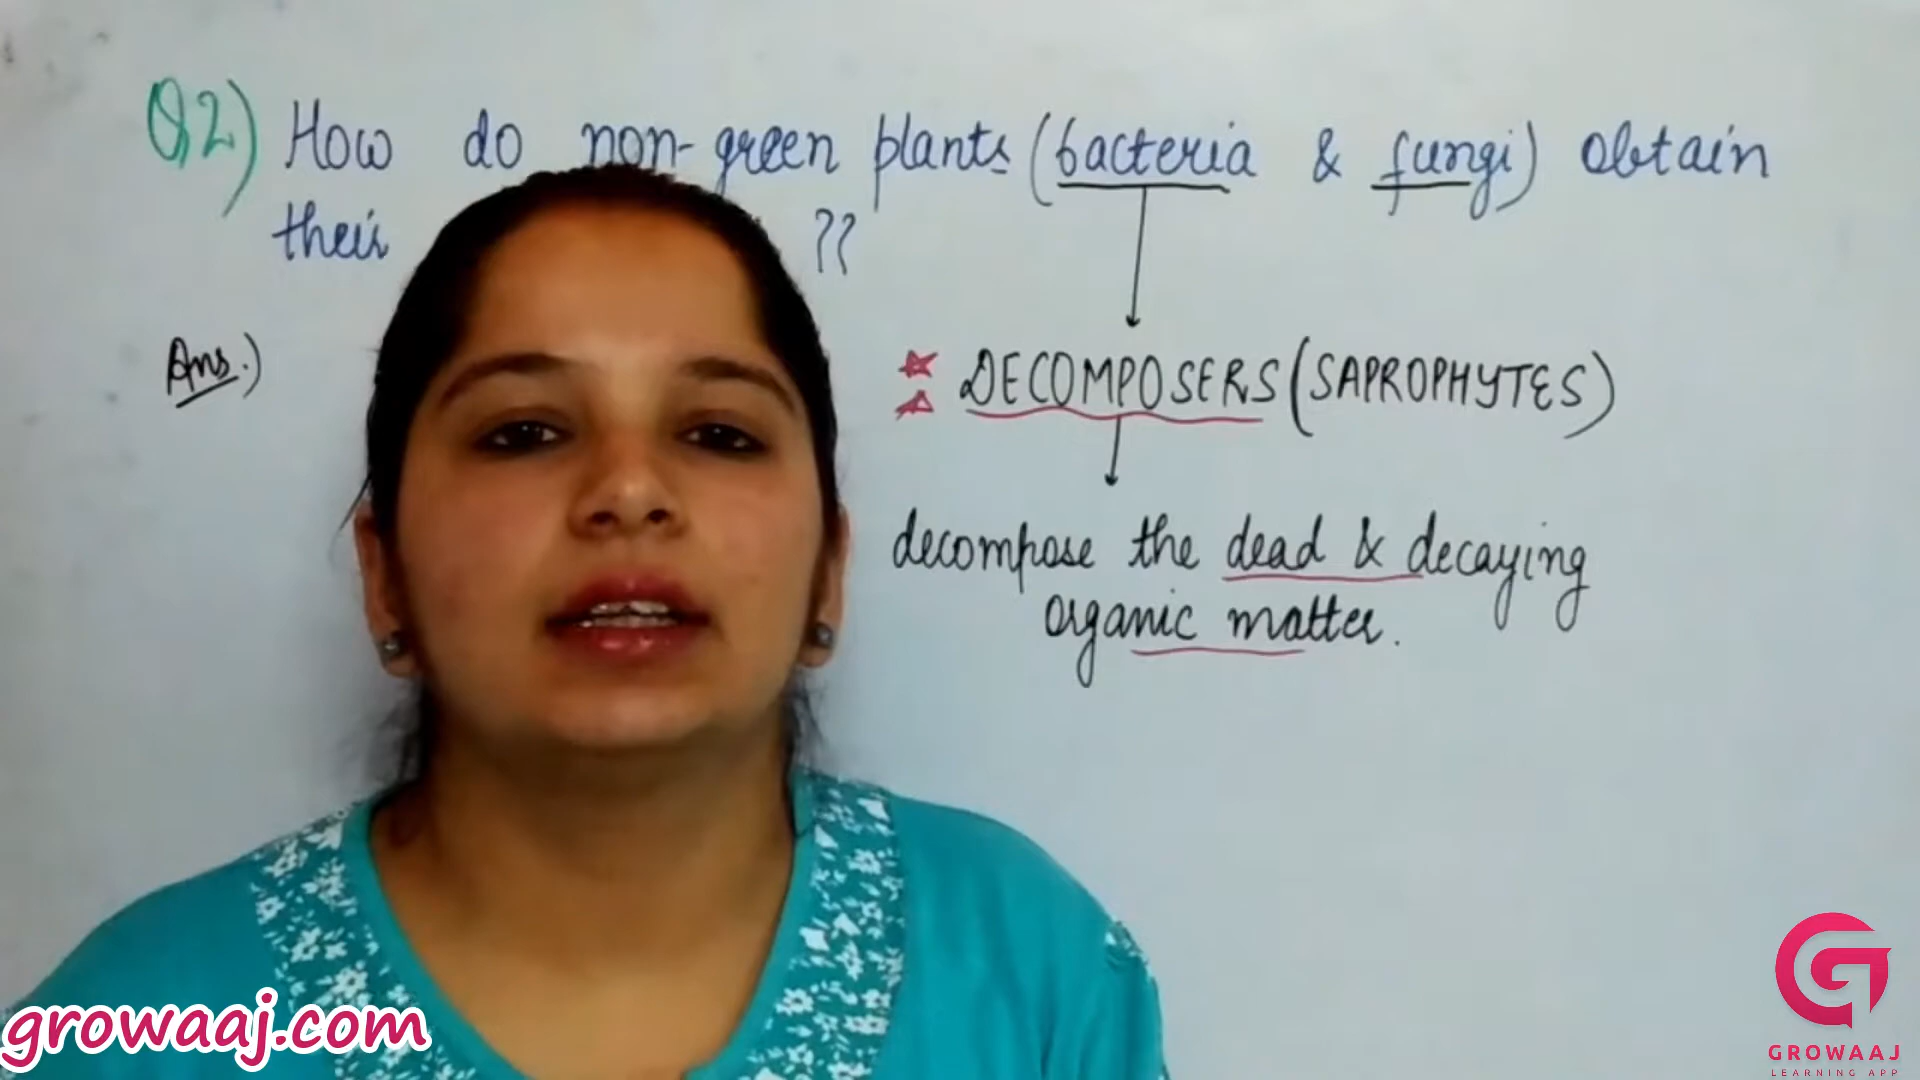 Q2) How do non-green plants (bacteria & fungi) obtain
their ??
Ans.)
DECOMPOSERS (SAPROPHYTES)
decompose the dead & decaying
organic matter.
growaaj.com
GROWAAJ
LEARNING APP